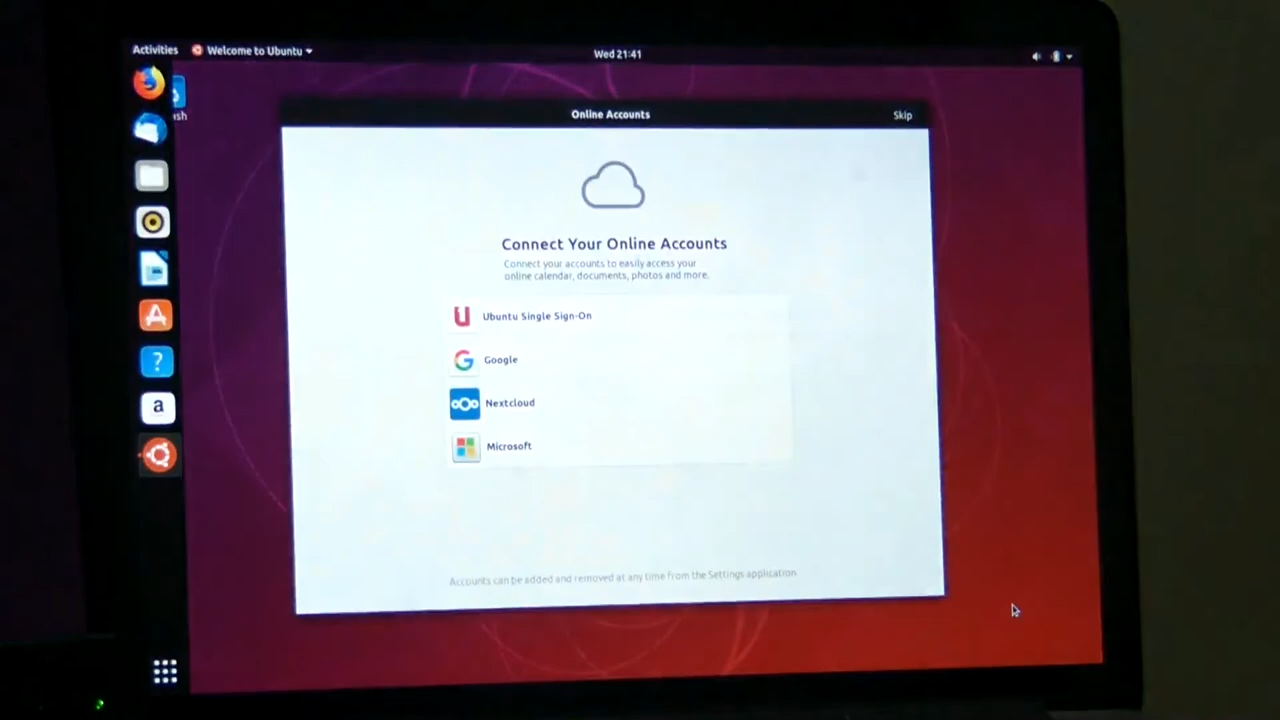 Activities
Welcome to Ubuntu
Wed 21:41
Online Accounts
Skip
Connect Your Online Accounts
Connect your accounts to easily access your
online calendar, documents, photos and more.
Ubuntu Single Sign-On
Google
Nextcloud
Microsoft
Accounts can be added and removed at any time from the Settings application